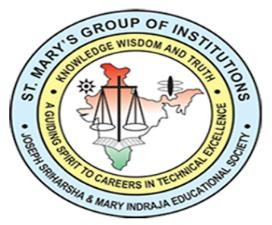 ST. MARY'S GROUP OF INSTITUTIONS
• JOSEPH SRIHARSHA & MARY INDRAJA EDUCATIONAL SOCIETY •
KNOWLEDGE WISDOM AND TRUTH
• A GUIDING SPIRIT TO CAREERS IN TECHNICAL EXCELLENCE •